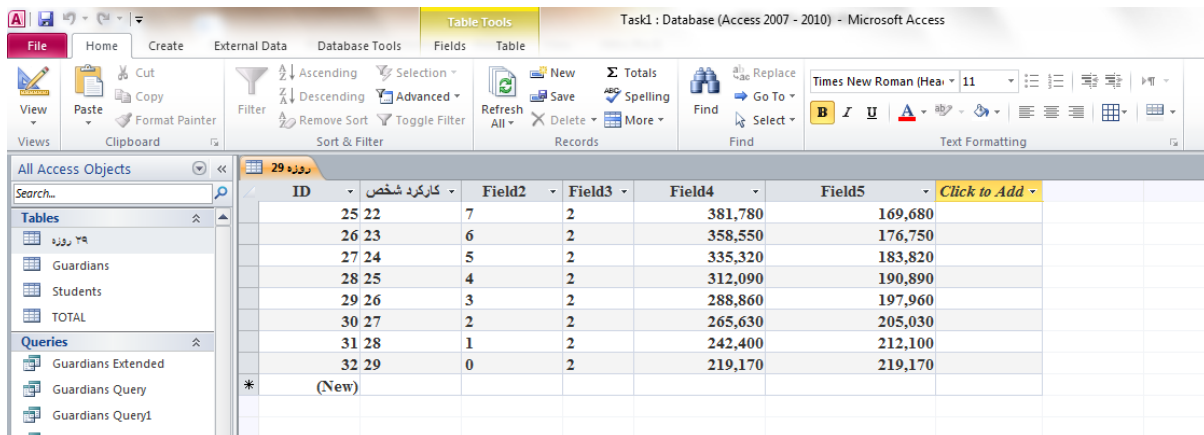 A
Table Tools
Task1 : Database (Access 2007 - 2010) - Microsoft Access
File Home Create External Data Database Tools Fields Table
View
Views
Paste
Cut
Copy
Format Painter
Clipboard
Filter
Ascending
Descending
Remove Sort
Selection
Advanced
Toggle Filter
Sort & Filter
Refresh All
New
Save
Delete
Totals
Spelling
More
Records
Find
Replace
Go To
Select
Find
Times New Roman (Hea 11
B I U A
Text Formatting
All Access Objects
Search...
Tables
۲۹ روزه
Guardians
Students
TOTAL
Queries
Guardians Extended
Guardians Query
Guardians Query1
روزه 29
ID کارکرد شخص Field2 Field3 Field4 Field5 Click to Add
25 22 7 2 381,780 169,680
26 23 6 2 358,550 176,750
27 24 5 2 335,320 183,820
28 25 4 2 312,090 190,890
29 26 3 2 288,860 197,960
30 27 2 2 265,630 205,030
31 28 1 2 242,400 212,100
32 29 0 2 219,170 219,170
(New)